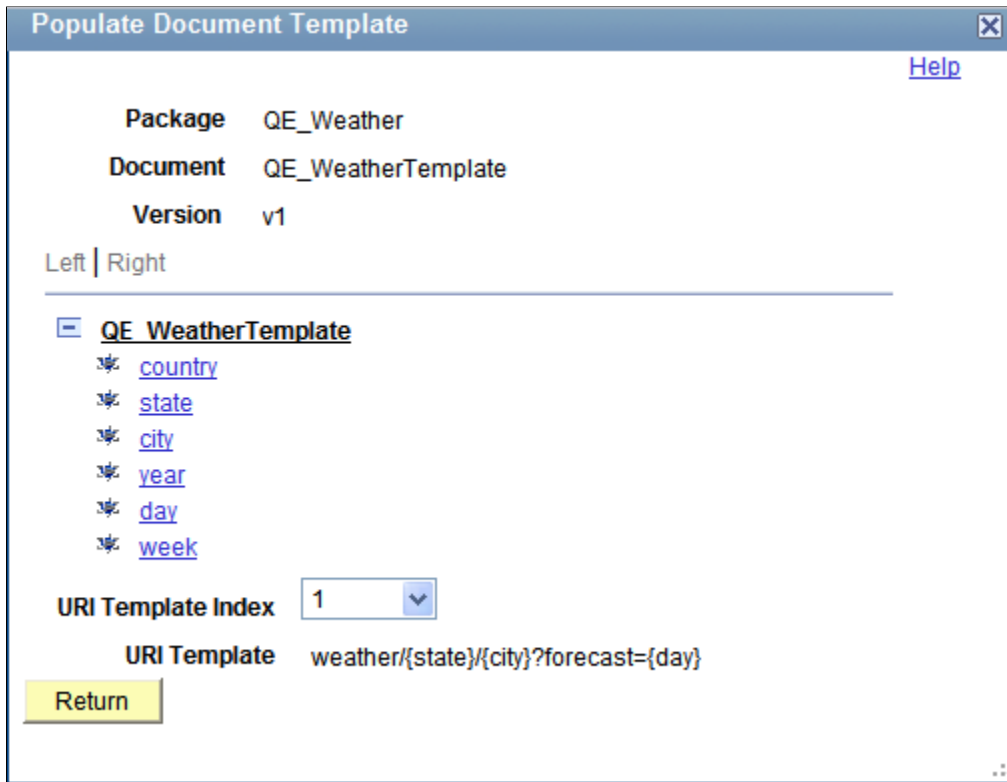 Populate Document Template
Help
Package QE_Weather
Document QE_WeatherTemplate
Version v1
Left | Right
QE_WeatherTemplate
country
state
city
year
day
week
URI Template Index 1
URI Template weather/{state}/{city}?forecast={day}
Return